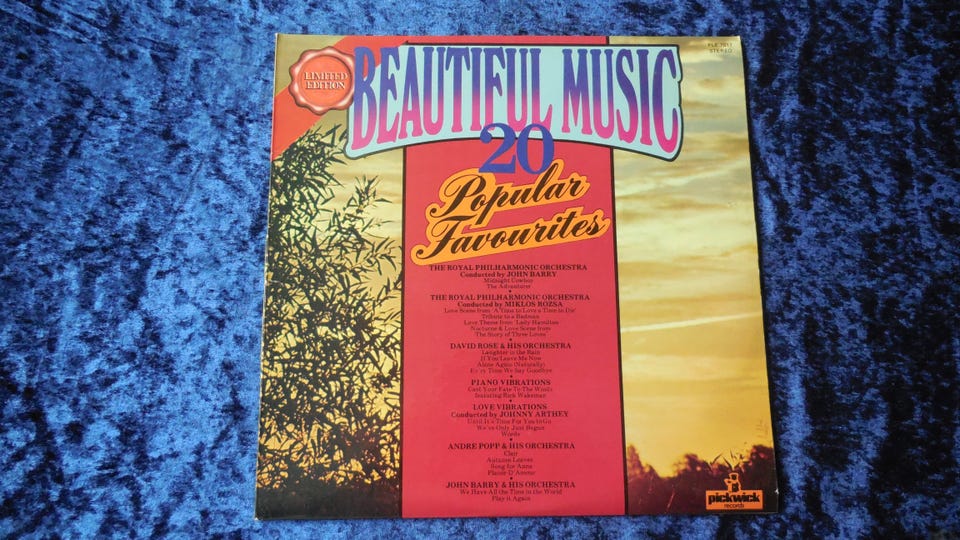 PLE 7013
STEREO
LIMITED
EDITION
BEAUTIFUL MUSIC
20
Popular
Favourites
THE ROYAL PHILHARMONIC ORCHESTRA
Conducted by JOHN BARRY
Midnight Cowboy
The Adventurer
THE ROYAL PHILHARMONIC ORCHESTRA
Conducted by MIKLOS ROZSA
Love Scene from 'A Time to Love a Time to Die'
Tribute to a Badman
Love Theme from 'Lady Hamilton
Nocturne & Love Scene from
The Story of Three Loves
DAVID ROSE & HIS ORCHESTRA
Laughter in the Rain
If You Leave Me Now
Alone Again (Naturally)
Ev'ry Time We Say Goodbye
PIANO VIBRATIONS
Cast Your Fate To The Winds
featuring Rick Wakeman
LOVE VIBRATIONS
Conducted by JOHNNY ARTHEY
Until it's Time For You to Go
We've Only Just Begun
Words
ANDRE POPP & HIS ORCHESTRA
Clair
Autumn Leaves
Song for Anna
Plaisir D'Amour
JOHN BARRY & HIS ORCHESTRA
We Have All the Time in the World
Play it Again
pickwick
records